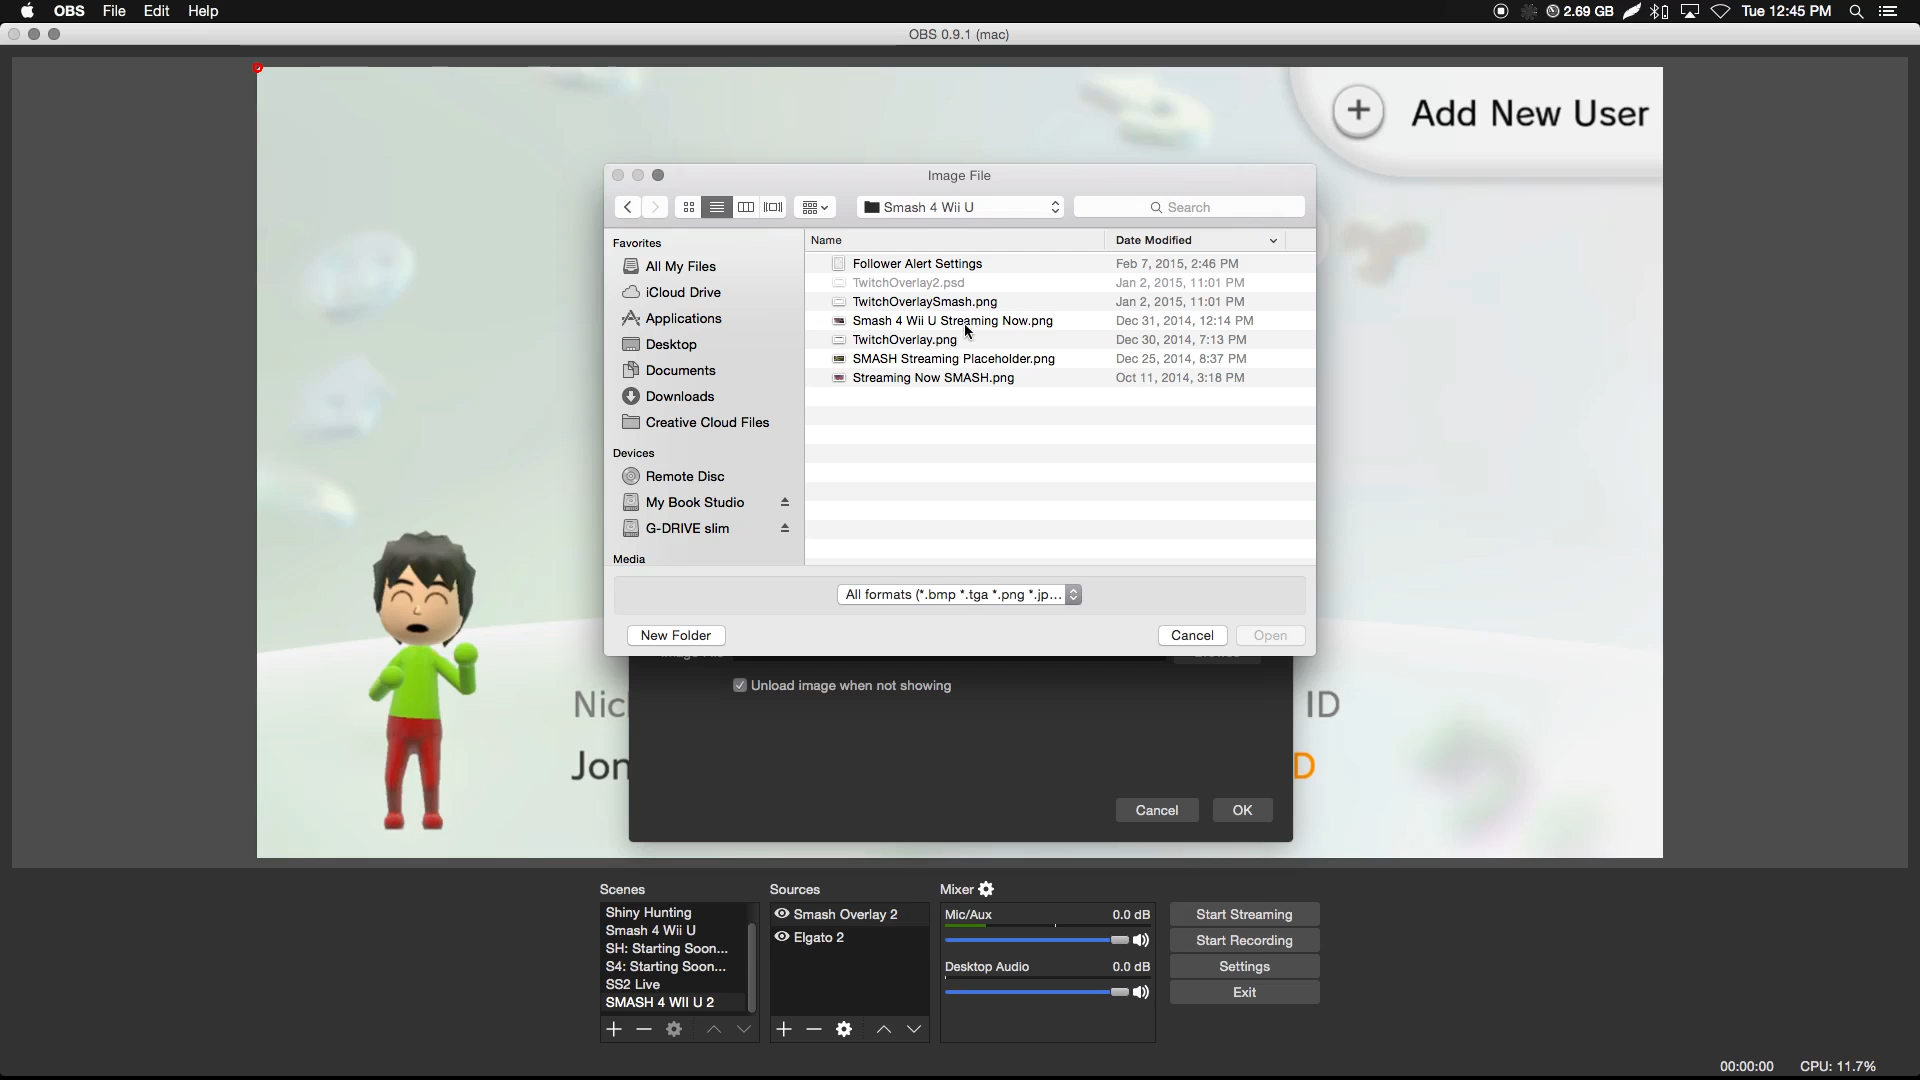 OBS File Edit Help
2.69 GB Tue 12:45 PM
OBS 0.9.1 (mac)
Add New User
Image File
Smash 4 Wii U
Search
Favorites
All My Files
iCloud Drive
Applications
Desktop
Documents
Downloads
Creative Cloud Files
Devices
Remote Disc
My Book Studio
G-DRIVE slim
Media
Name Date Modified
Follower Alert Settings Feb 7, 2015, 2:46 PM
TwitchOverlay2.psd Jan 2, 2015, 11:01 PM
TwitchOverlaySmash.png Jan 2, 2015, 11:01 PM
Smash 4 Wii U Streaming Now.png Dec 31, 2014, 12:14 PM
TwitchOverlay.png Dec 30, 2014, 7:13 PM
SMASH Streaming Placeholder.png Dec 25, 2014, 8:37 PM
Streaming Now SMASH.png Oct 11, 2014, 3:18 PM
All formats (*.bmp *.tga *.png *.jp...
New Folder Cancel Open
Unload image when not showing
Nic ID
Jon D
Cancel OK
Scenes
Shiny Hunting
Smash 4 Wii U
SH: Starting Soon...
S4: Starting Soon...
SS2 Live
SMASH 4 WII U 2
Sources
Smash Overlay 2
Elgato 2
Mixer
Mic/Aux 0.0 dB
Desktop Audio 0.0 dB
Start Streaming
Start Recording
Settings
Exit
00:00:00 CPU: 11.7%